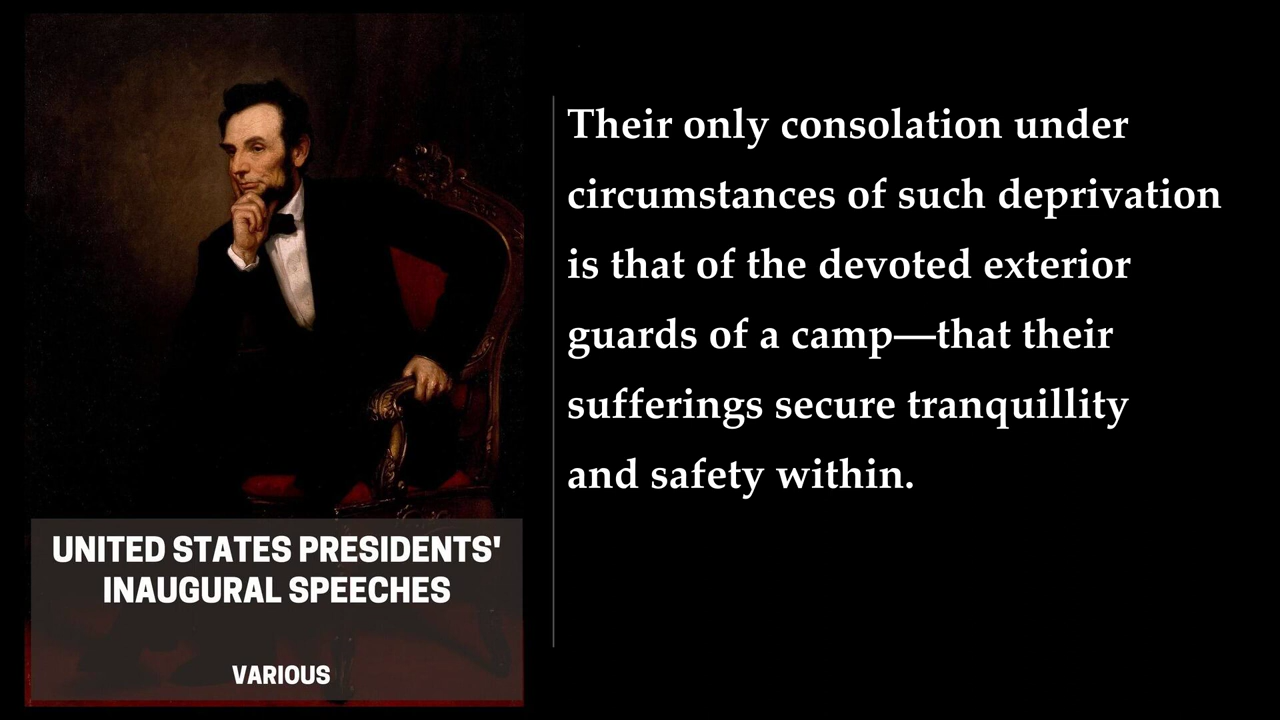 Their only consolation under
circumstances of such deprivation
is that of the devoted exterior
guards of a camp—that their
sufferings secure tranquillity
and safety within.
UNITED STATES PRESIDENTS'
INAUGURAL SPEECHES
VARIOUS